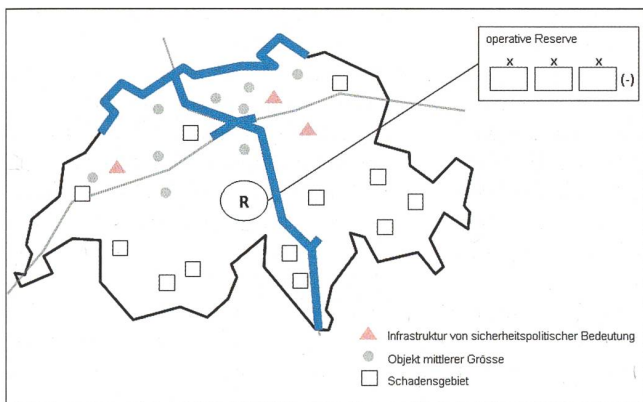 operative Reserve
x x x
(-)
R
Infrastruktur von sicherheitspolitischer Bedeutung
Objekt mittlerer Grösse
Schadensgebiet